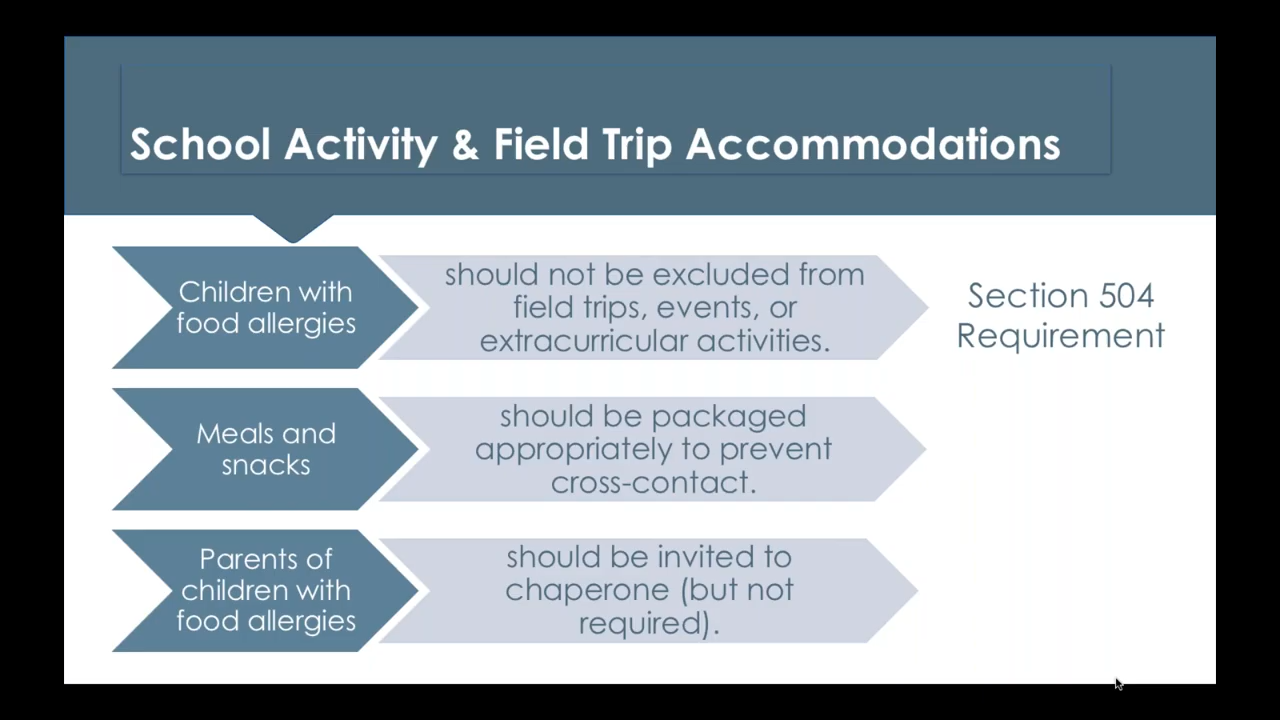 School Activity & Field Trip Accommodations
Children with
food allergies
should not be excluded from
field trips, events, or
extracurricular activities.
Section 504
Requirement
Meals and
snacks
should be packaged
appropriately to prevent
cross-contact.
Parents of
children with
food allergies
should be invited to
chaperone (but not
required).